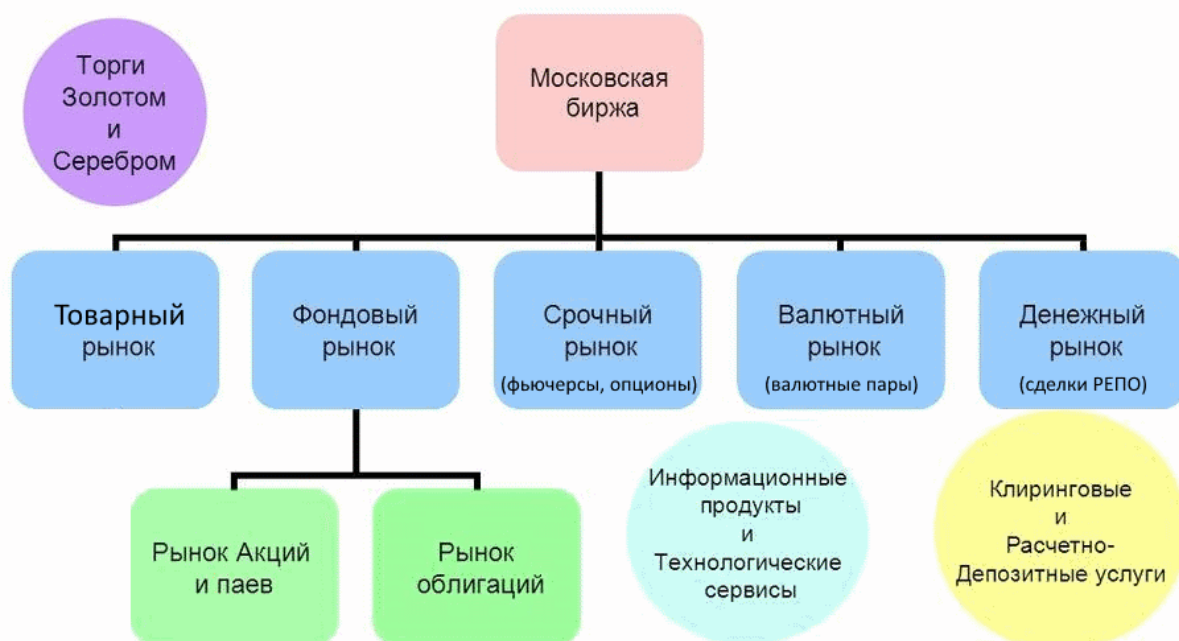 Торги
Золотом
и
Серебром
Московская
биржа
Товарный
рынок
Фондовый
рынок
Срочный
рынок
(фьючерсы, опционы)
Валютный
рынок
(валютные пары)
Денежный
рынок
(сделки РЕПО)
Рынок Акций
и паев
Рынок
облигаций
Информационные
продукты
и
Технологические
сервисы
Клиринговые
и
Расчетно-
Депозитные услуги